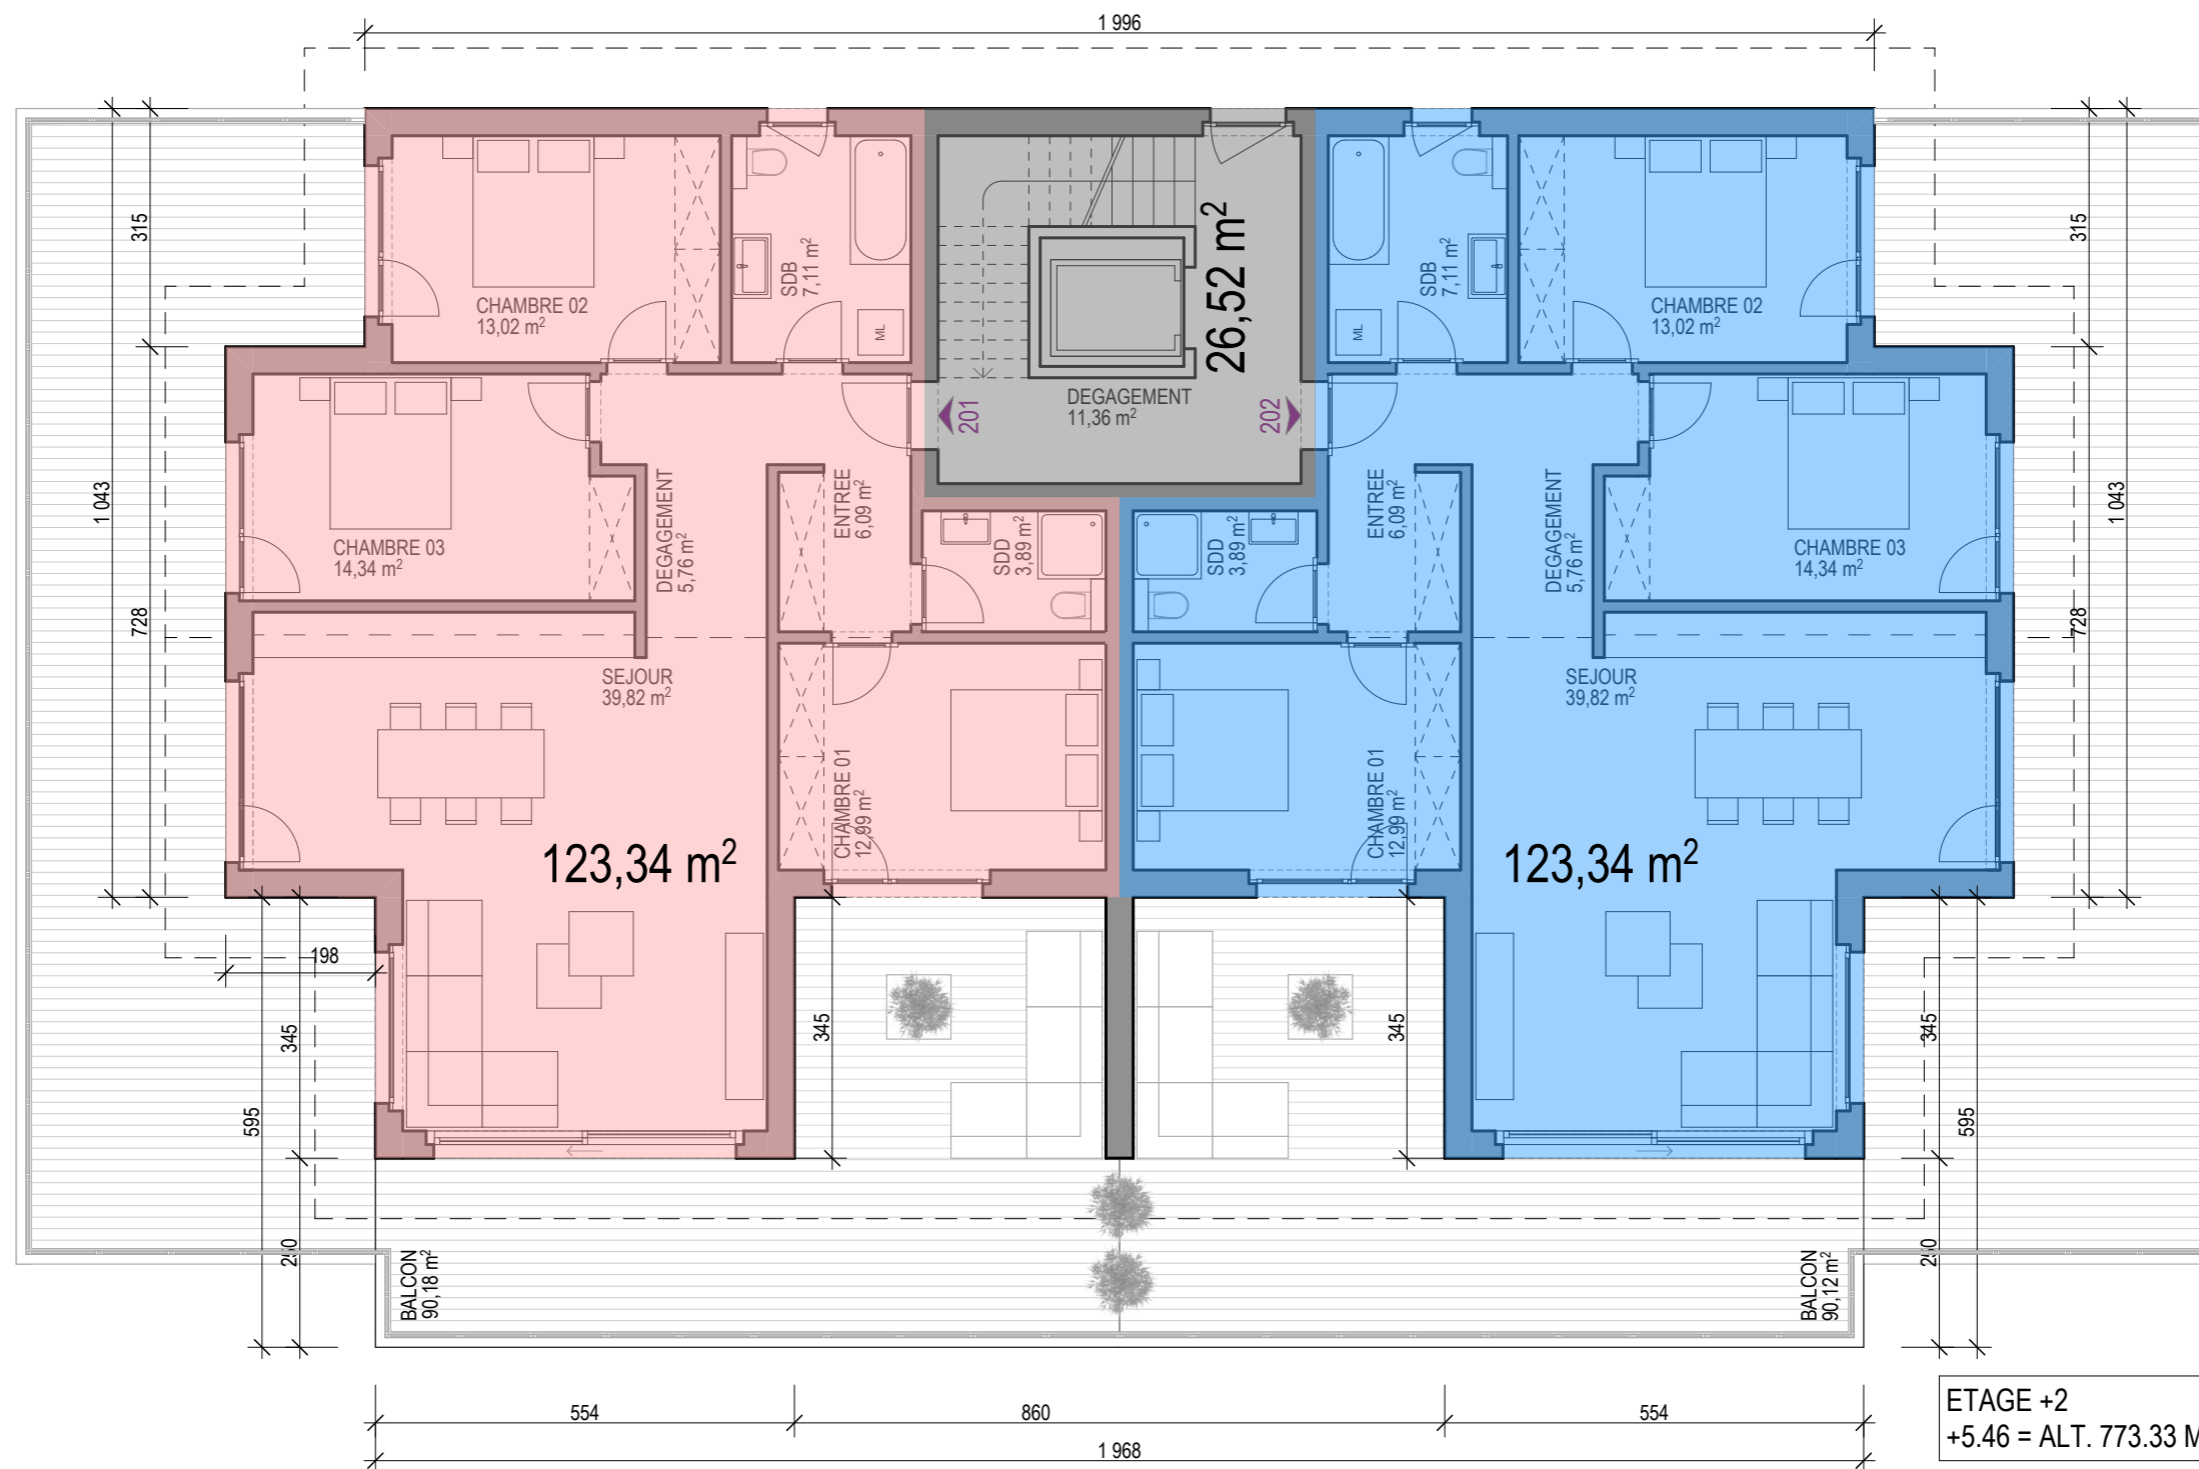 1 996
315
1 043
728
CHAMBRE 02
13,02 m²
SDB
7,11 m²
ML
26,52 m²
DEGAGEMENT
11,36 m²
201
202
SDB
7,11 m²
ML
CHAMBRE 02
13,02 m²
315
1 043
728
CHAMBRE 03
14,34 m²
DEGAGEMENT
5,76 m²
ENTREE
6,09 m²
SDD
3,89 m²
SDD
3,89 m²
ENTREE
6,09 m²
DEGAGEMENT
5,76 m²
CHAMBRE 03
14,34 m²
SEJOUR
39,82 m²
CHAMBRE 01
12,99 m²
CHAMBRE 01
12,99 m²
SEJOUR
39,82 m²
123,34 m²
123,34 m²
198
345
595
250
345
345
345
595
250
BALCON
90,18 m²
BALCON
90,12 m²
554
860
554
1 968
ETAGE +2
+5.46 = ALT. 773.33 M